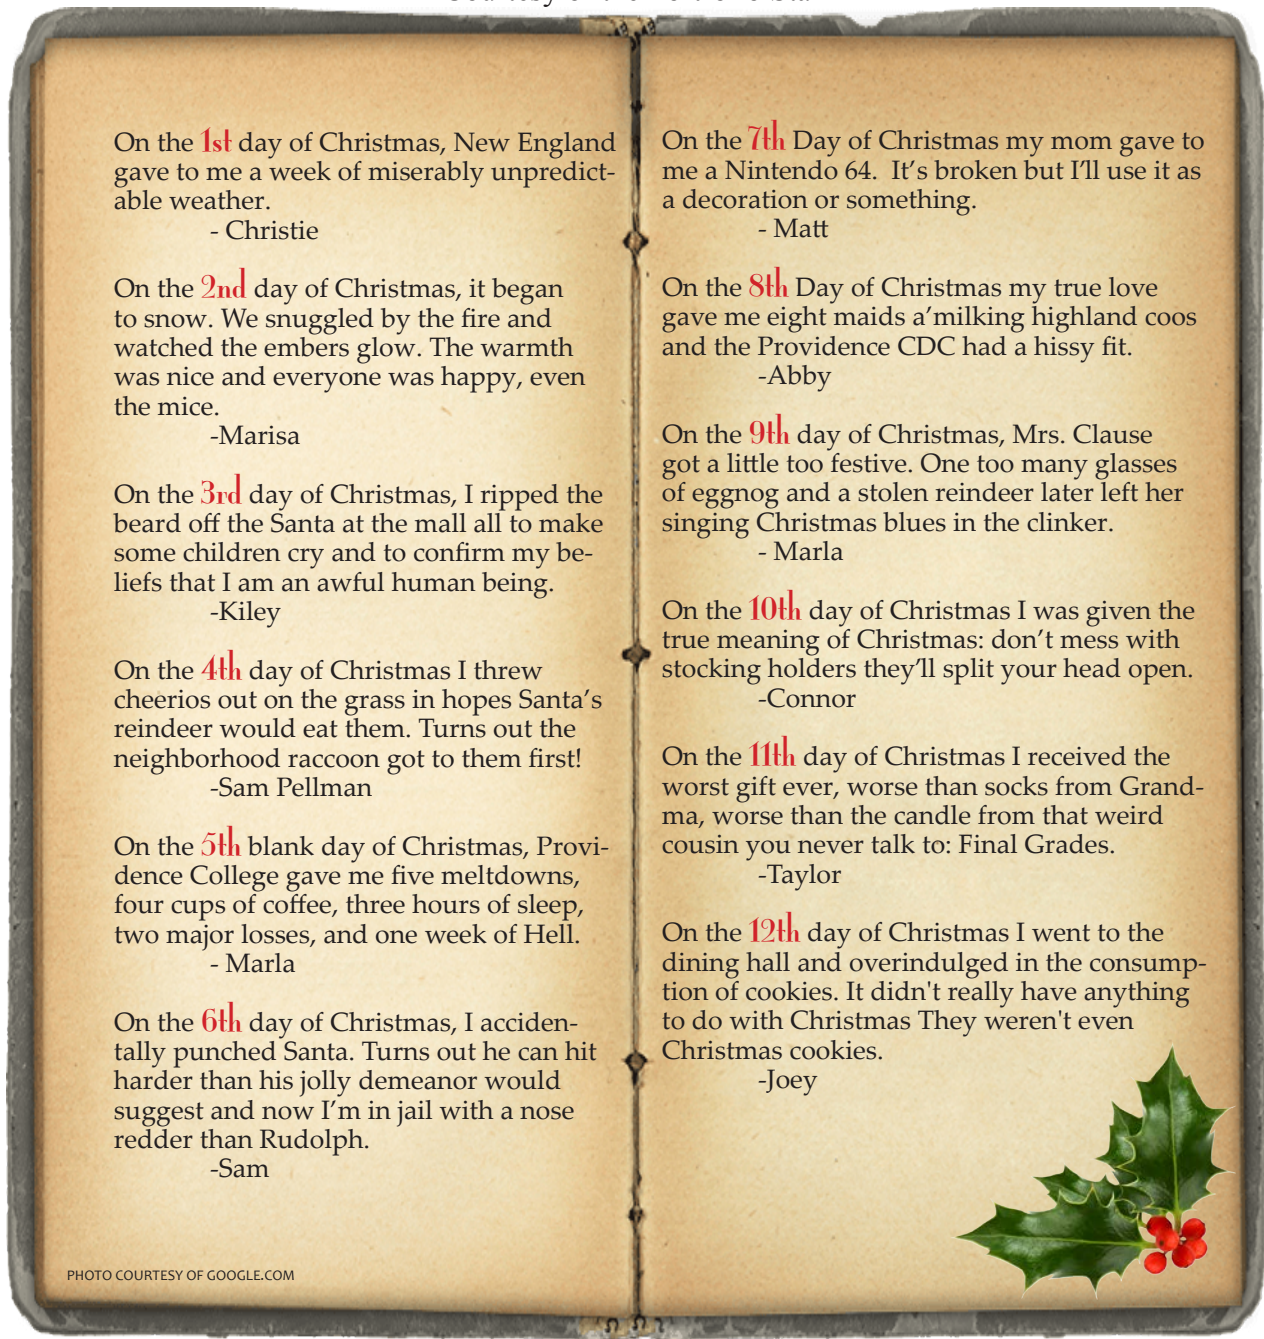 On the 1st day of Christmas, New England
gave to me a week of miserably unpredict-
able weather.
- Christie
On the 2nd day of Christmas, it began
to snow. We snuggled by the fire and
watched the embers glow. The warmth
was nice and everyone was happy, even
the mice.
-Marisa
On the 3rd day of Christmas, I ripped the
beard off the Santa at the mall all to make
some children cry and to confirm my be-
liefs that I am an awful human being.
-Kiley
On the 4th day of Christmas I threw
cheerios out on the grass in hopes Santa's
reindeer would eat them. Turns out the
neighborhood raccoon got to them first!
-Sam Pellman
On the 5th blank day of Christmas, Provi-
dence College gave me five meltdowns,
four cups of coffee, three hours of sleep,
two major losses, and one week of Hell.
- Marla
On the 6th day of Christmas, I acciden-
tally punched Santa. Turns out he can hit
harder than his jolly demeanor would
suggest and now I'm in jail with a nose
redder than Rudolph.
-Sam
PHOTO COURTESY OF GOOGLE.COM
On the 7th Day of Christmas my mom gave to
me a Nintendo 64.  It's broken but I'll use it as
a decoration or something.
- Matt
On the 8th Day of Christmas my true love
gave me eight maids a'milking highland coos
and the Providence CDC had a hissy fit.
-Abby
On the 9th day of Christmas, Mrs. Clause
got a little too festive. One too many glasses
of eggnog and a stolen reindeer later left her
singing Christmas blues in the clinker.
- Marla
On the 10th day of Christmas I was given the
true meaning of Christmas: don't mess with
stocking holders they'll split your head open.
-Connor
On the 11th day of Christmas I received the
worst gift ever, worse than socks from Grand-
ma, worse than the candle from that weird
cousin you never talk to: Final Grades.
-Taylor
On the 12th day of Christmas I went to the
dining hall and overindulged in the consump-
tion of cookies. It didn't really have anything
to do with Christmas They weren't even
Christmas cookies.
-Joey